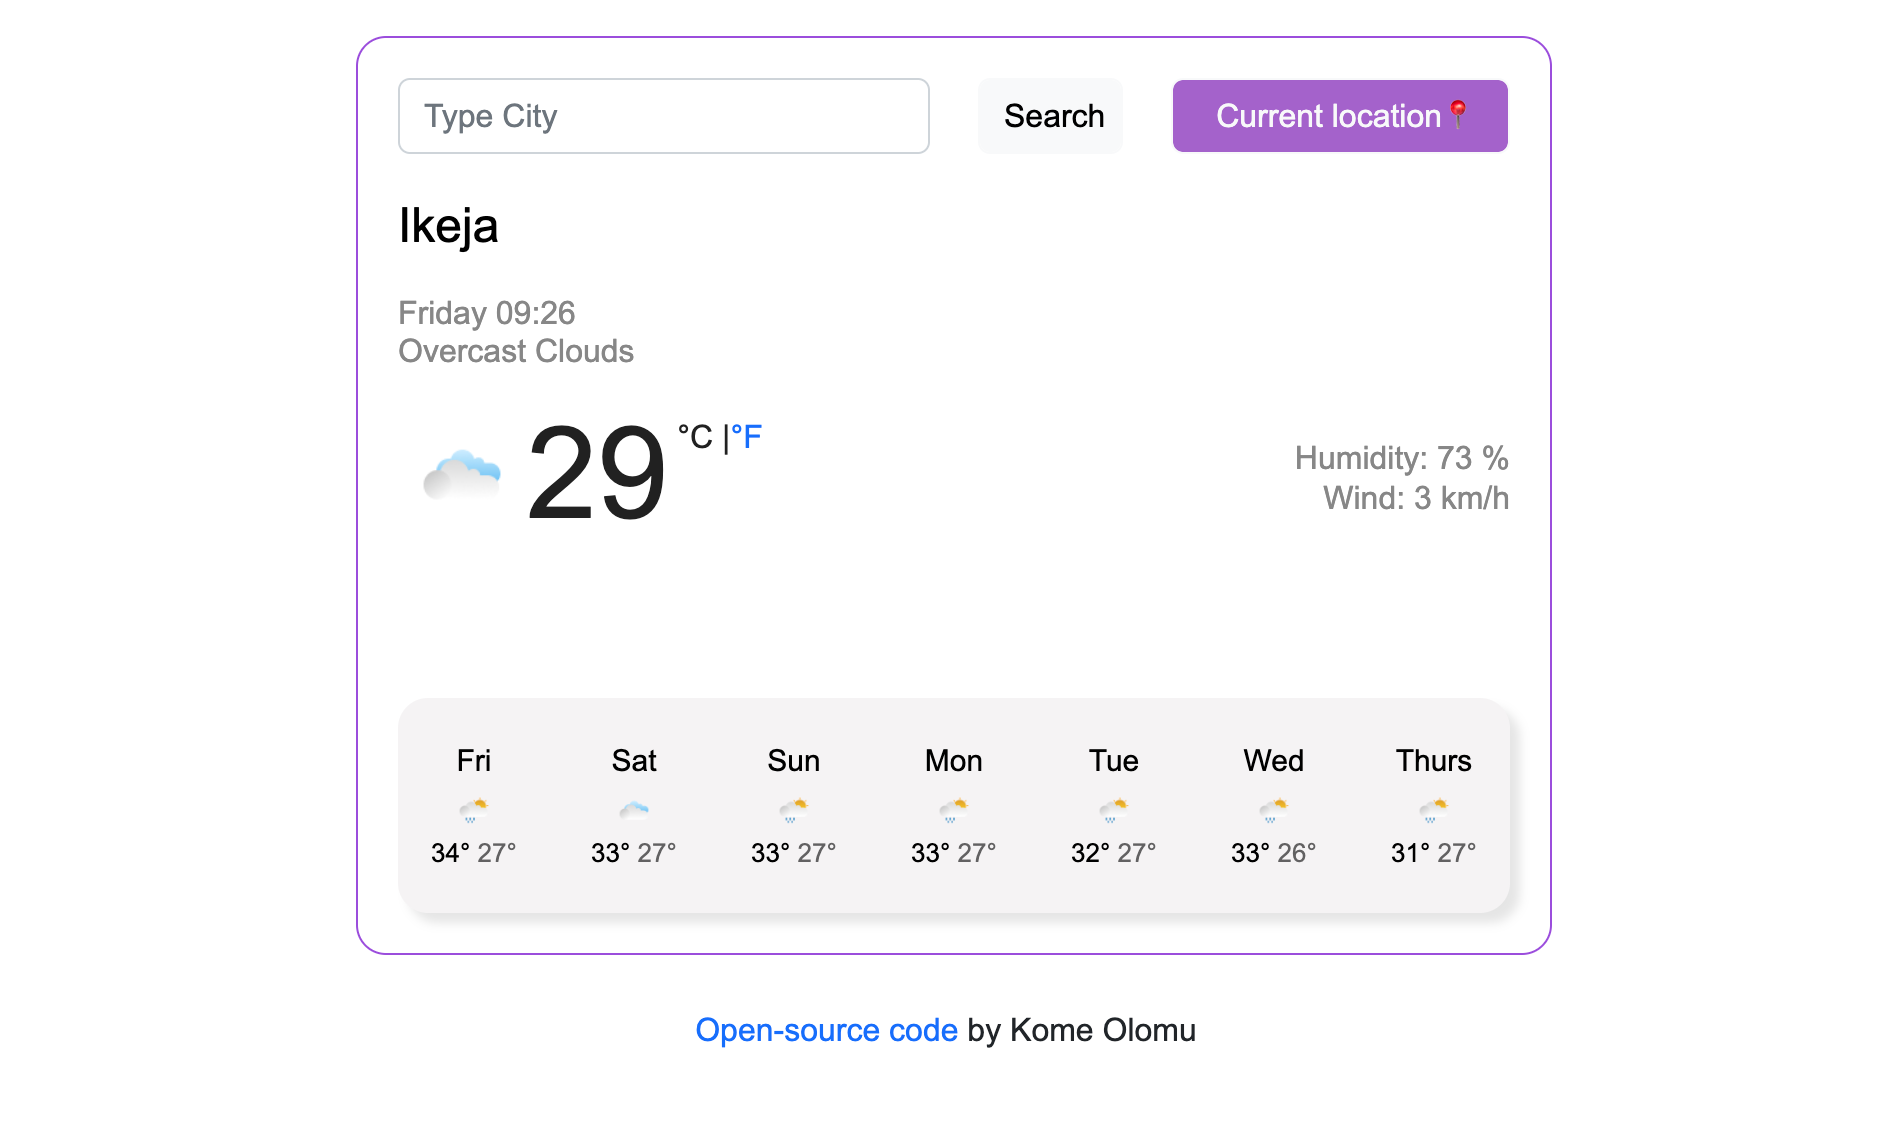 Type City Search Current location
Ikeja
Friday 09:26
Overcast Clouds
29 °C |°F
Humidity: 73 %
Wind: 3 km/h
Fri Sat Sun Mon Tue Wed Thurs
34° 27° 33° 27° 33° 27° 33° 27° 32° 27° 33° 26° 31° 27°
Open-source code by Kome Olomu